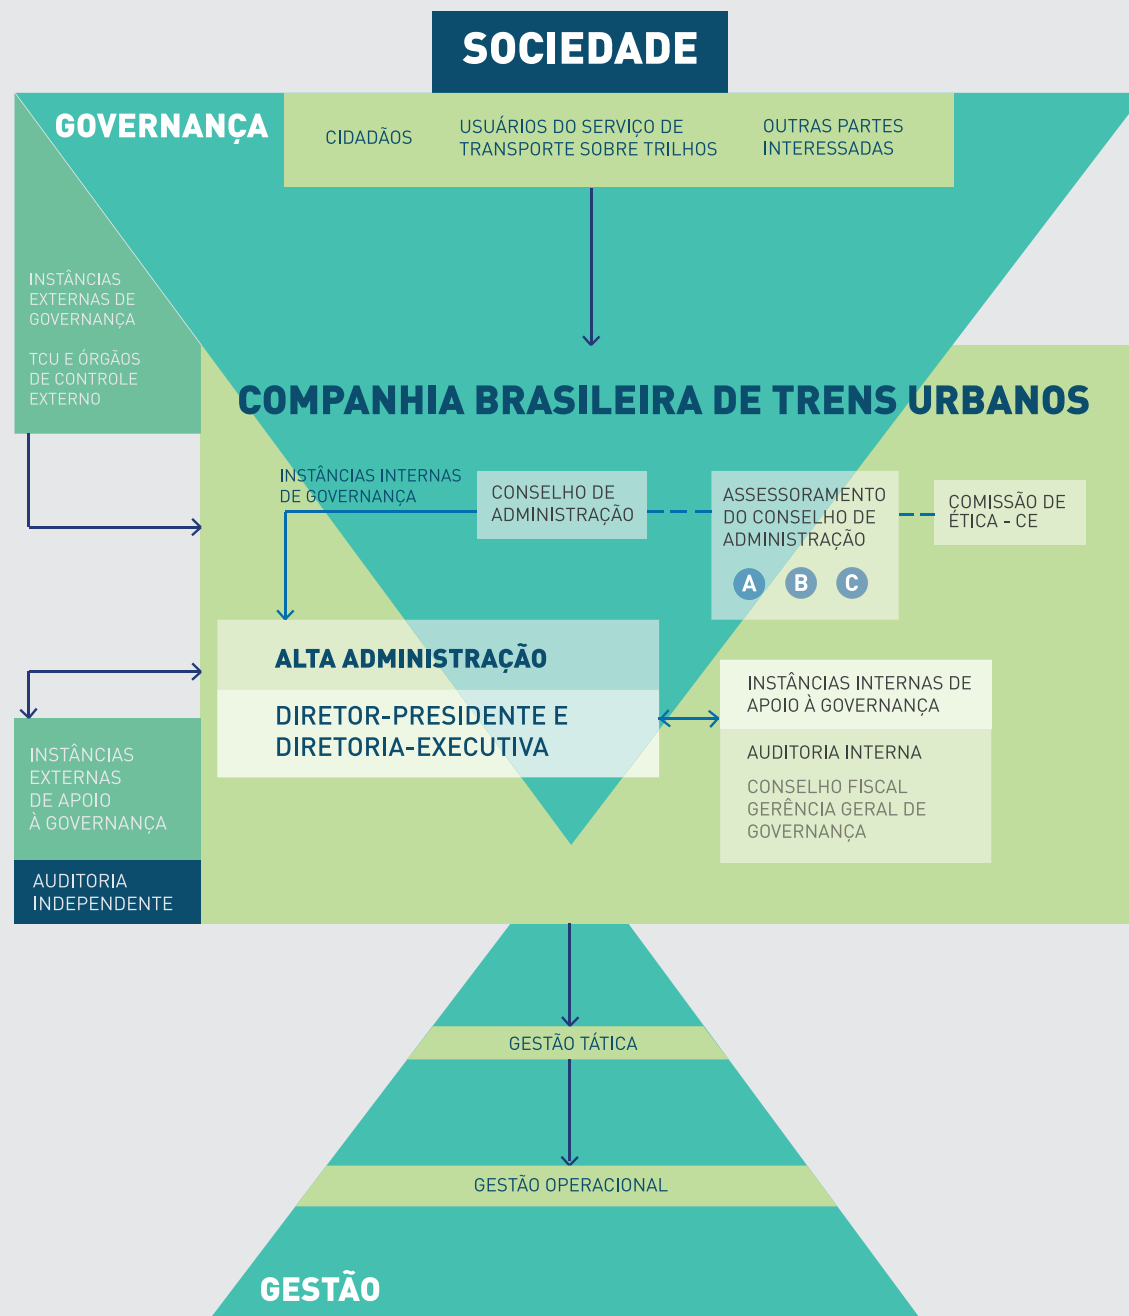 SOCIEDADE
GOVERNANÇA
CIDADÃOS
USUÁRIOS DO SERVIÇO DE
TRANSPORTE SOBRE TRILHOS
OUTRAS PARTES
INTERESSADAS
INSTÂNCIAS
EXTERNAS DE
GOVERNANÇA
TCU E ÓRGÃOS
DE CONTROLE
EXTERNO
COMPANHIA BRASILEIRA DE TRENS URBANOS
INSTÂNCIAS INTERNAS
DE GOVERNANÇA
CONSELHO DE
ADMINISTRAÇÃO
ASSESSORAMENTO
DO CONSELHO DE
ADMINISTRAÇÃO
A B C
COMISSÃO DE
ÉTICA - CE
ALTA ADMINISTRAÇÃO
DIRETOR-PRESIDENTE E
DIRETORIA-EXECUTIVA
INSTÂNCIAS INTERNAS DE
APOIO À GOVERNANÇA
AUDITORIA INTERNA
CONSELHO FISCAL
GERÊNCIA GERAL DE
GOVERNANÇA
INSTÂNCIAS
EXTERNAS
DE APOIO
À GOVERNANÇA
AUDITORIA
INDEPENDENTE
GESTÃO TÁTICA
GESTÃO OPERACIONAL
GESTÃO